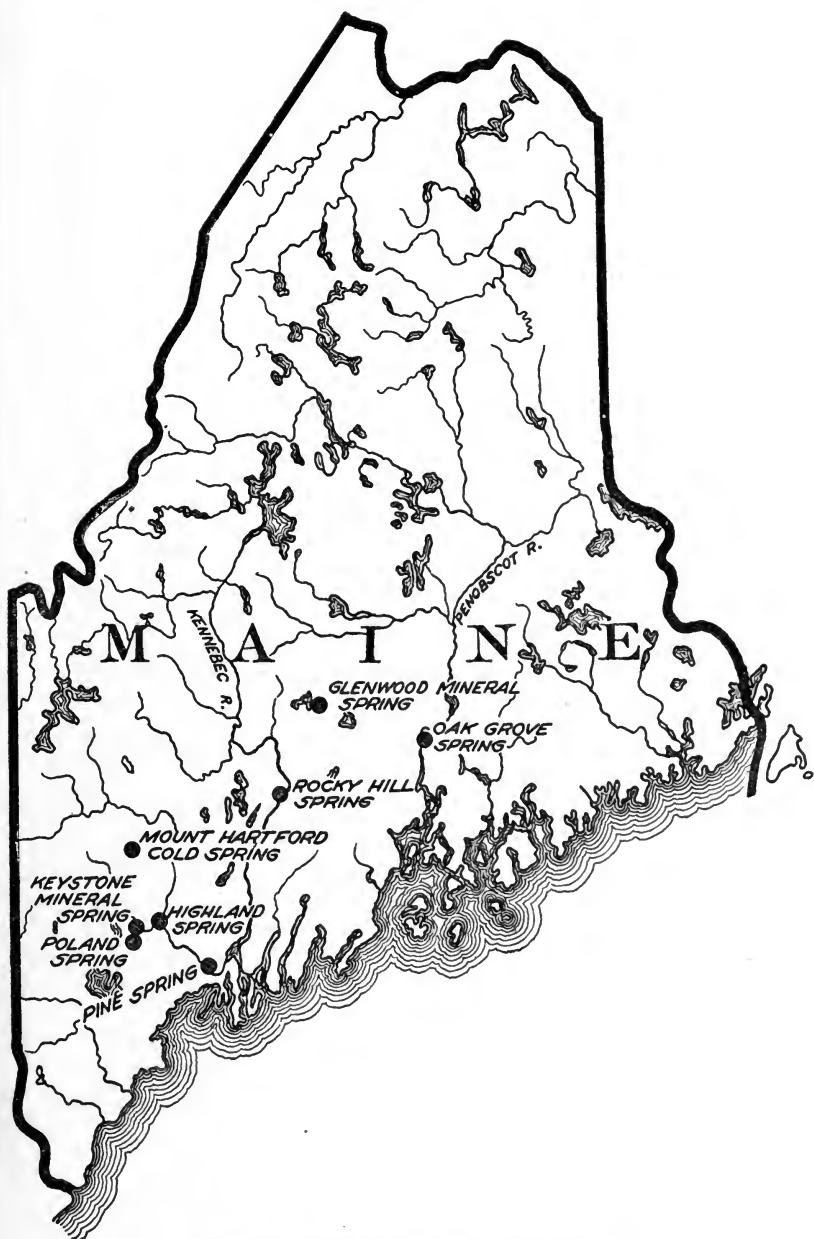 PENOBSCOT R.
KENNEBEC R.
MAINE
GLENWOOD MINERAL
SPRING
OAK GROVE
SPRING
ROCKY HILL
SPRING
MOUNT HARTFORD
COLD SPRING
KEYSTONE
MINERAL
SPRING
HIGHLAND
SPRING
POLAND
SPRING
PINE SPRING